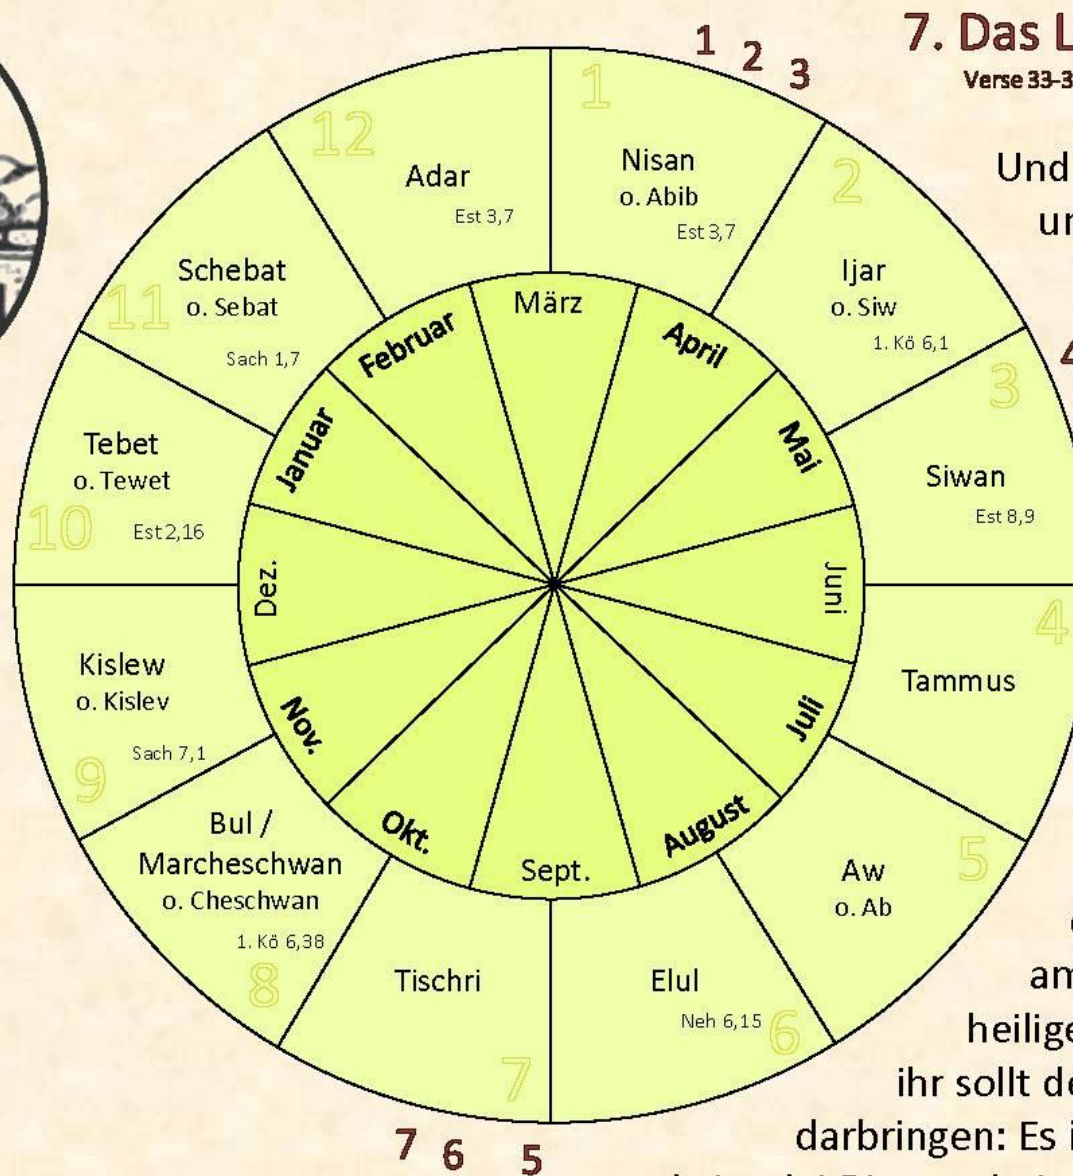 7. Das L
Verse 33-3
1 2 3
Und
ur
4
1
Nisan
o. Abib
Est 3,7
2
Ijar
o. Siw
1. Kö 6,1
3
Siwan
Est 8,9
4
Tammus
5
Aw
o. Ab
6
Elul
Neh 6,15
7
Tischri
8
Bul /
Marcheschwan
o. Cheschwan
1. Kö 6,38
9
Kislew
o. Kislev
Sach 7,1
10
Tebet
o. Tewet
Est 2,16
11
Schebat
o. Sebat
Sach 1,7
12
Adar
Est 3,7
März
April
Mai
Juni
Juli
August
Sept.
Okt.
Nov.
Dez.
Januar
Februar
am
heilige
ihr sollt de
darbringen: Es i
7 6 5